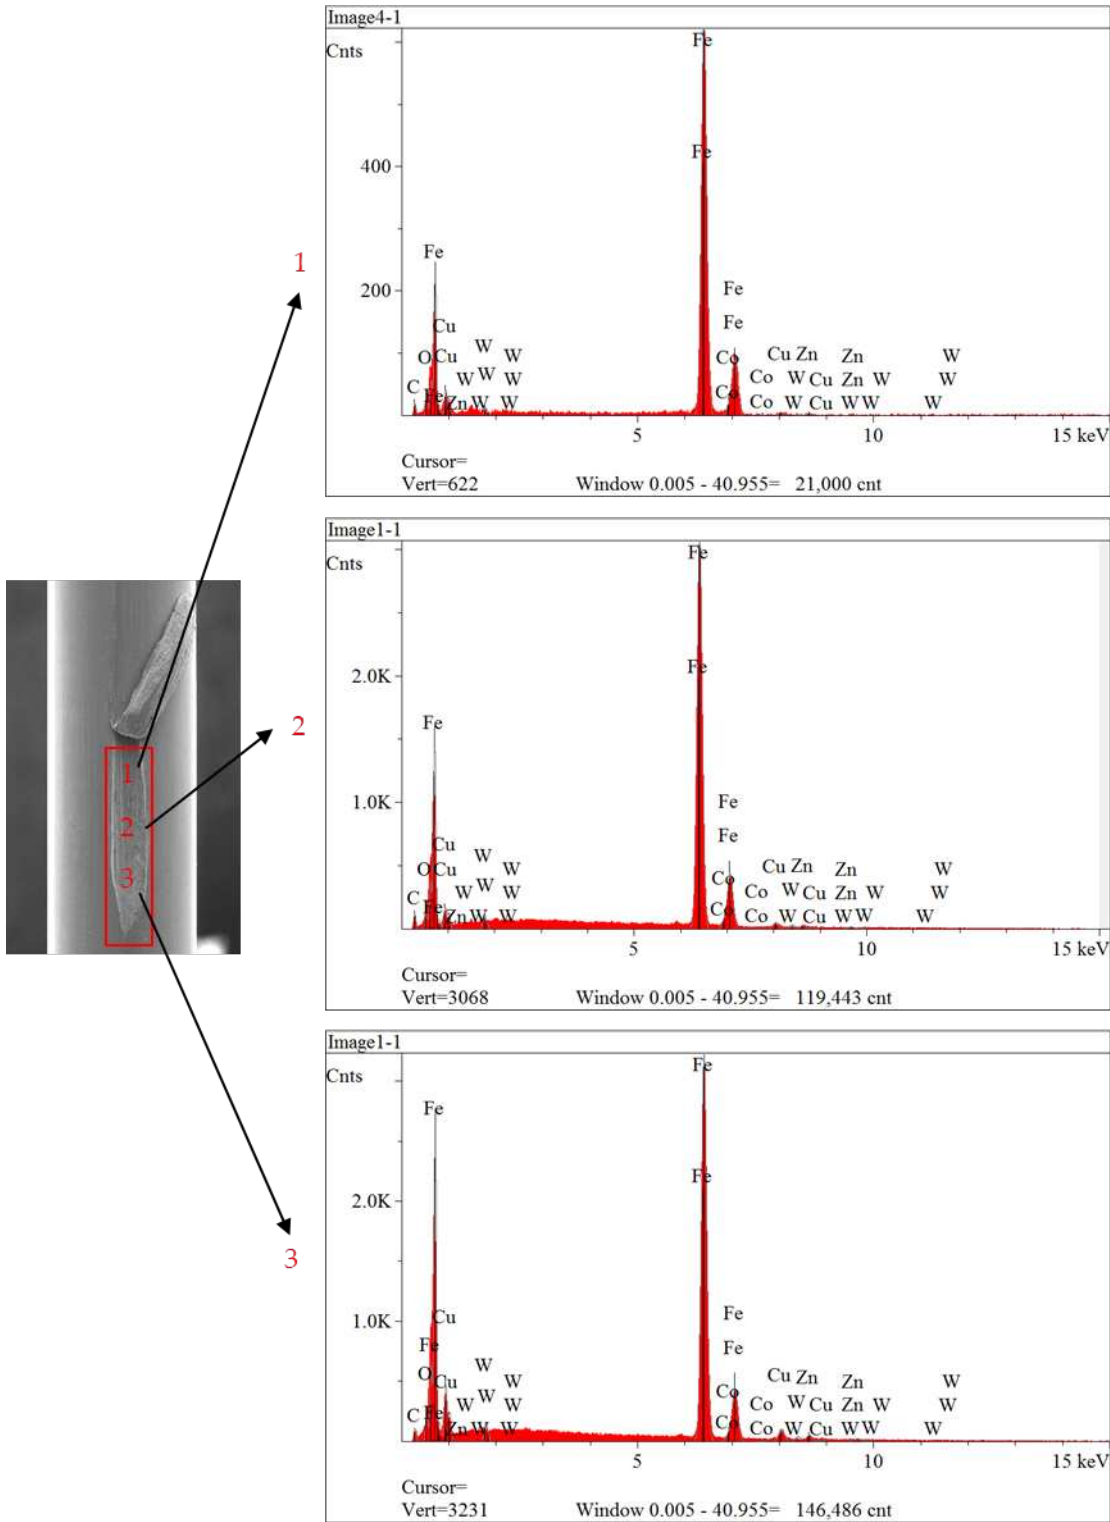 Image4-1
Cnts
Fe
Fe
400
1
Fe
Fe
200
Cu
Fe
W
O Cu W Co Cu Zn Zn W
C W W W Co W Cu Zn W W
Fe Zn W W Co Co W Cu W W W
5 10 15 keV
Cursor=
Vert=622 Window 0.005 - 40.955= 21,000 cnt
Image1-1
Cnts
Fe
2.0K Fe
2
Fe
1.0K Fe
Cu Fe
W
O Cu W Co Cu Zn Zn W
C W W W Co W Cu Zn W W
Fe Zn W W Co Co W Cu W W W
5 10 15 keV
Cursor=
Vert=3068 Window 0.005 - 40.955= 119,443 cnt
1
2
3
Image1-1
Cnts
Fe
Fe
2.0K Fe
3
Cu Fe
1.0K
Fe Fe
W
O Cu W Co Cu Zn Zn W
C W W W Co W Cu Zn W W
Fe Zn W W Co Co W Cu W W W
5 10 15 keV
Cursor=
Vert=3231 Window 0.005 - 40.955= 146,486 cnt